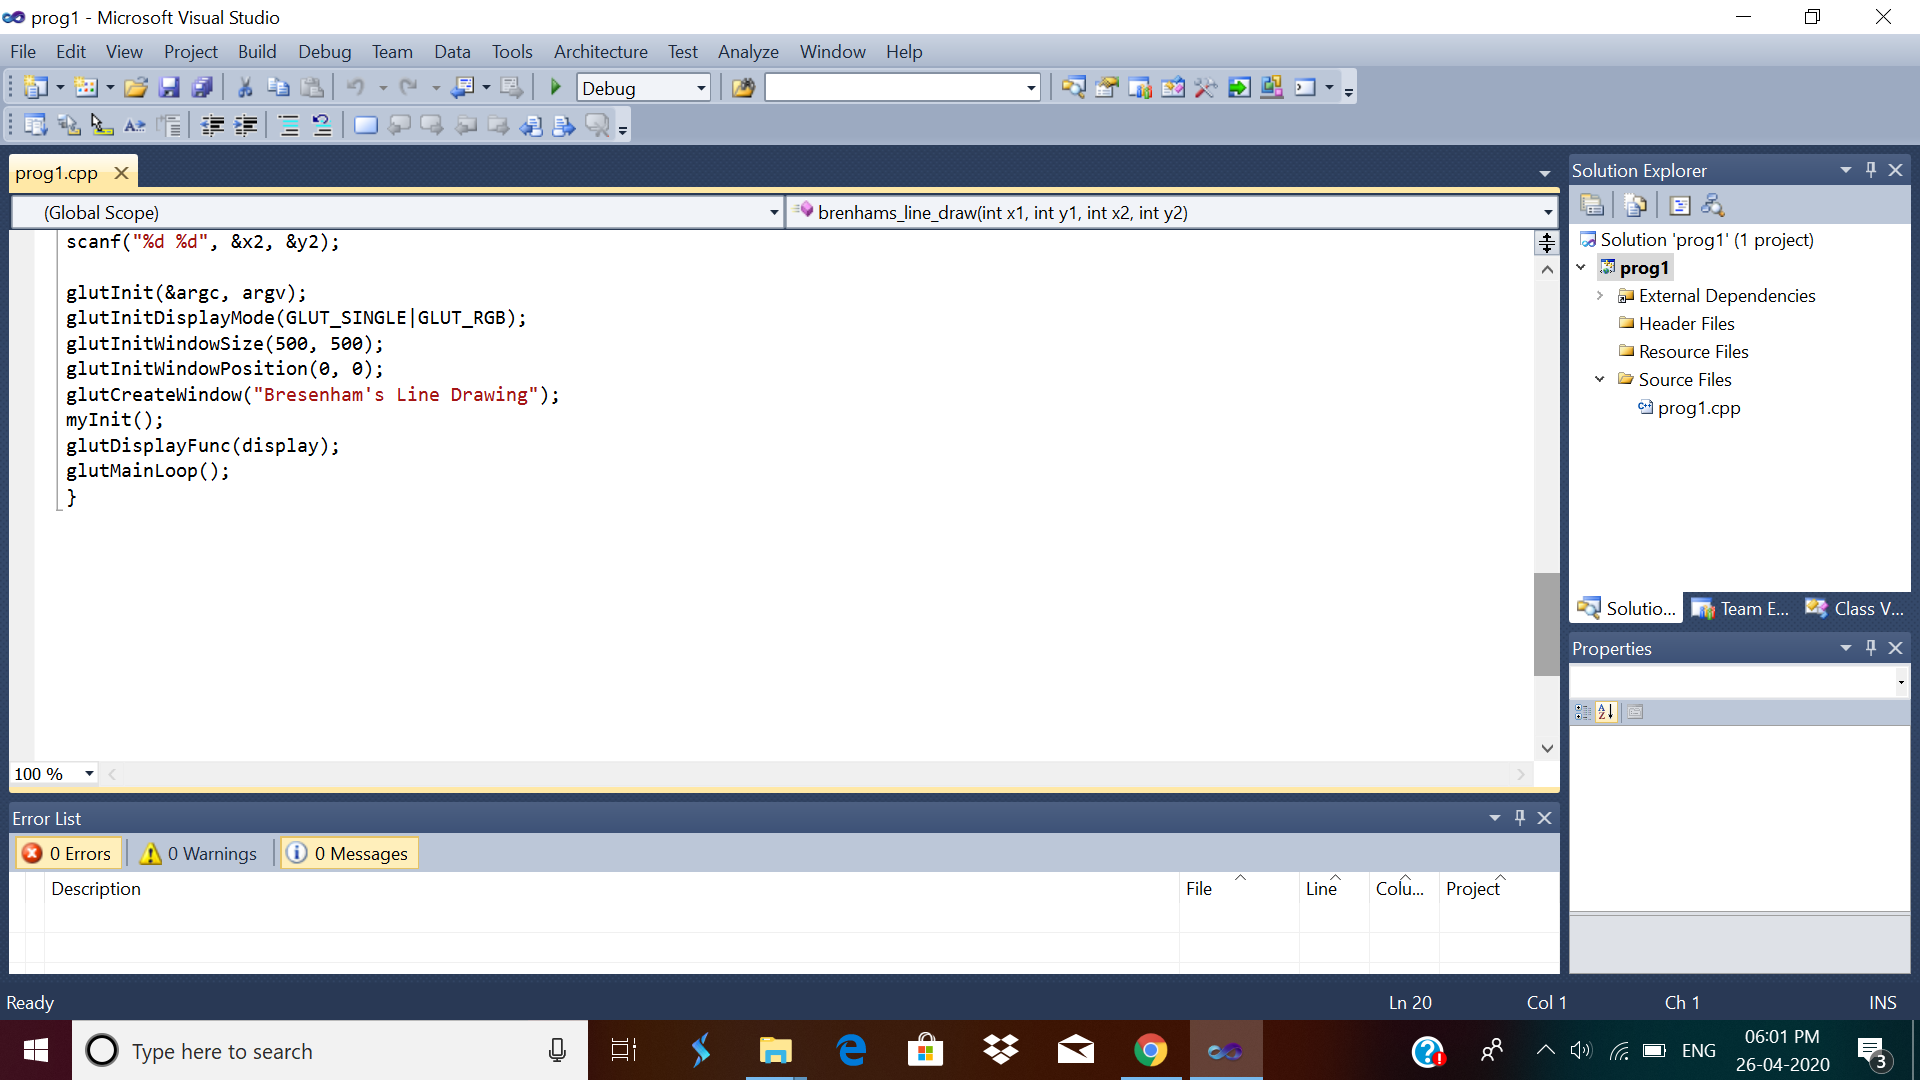 prog1 - Microsoft Visual Studio
File Edit View Project Build Debug Team Data Tools Architecture Test Analyze Window Help
Debug
prog1.cpp
(Global Scope)
brenhams_line_draw(int x1, int y1, int x2, int y2)
scanf("%d %d", &x2, &y2);
glutInit(&argc, argv);
glutInitDisplayMode(GLUT_SINGLE|GLUT_RGB);
glutInitWindowSize(500, 500);
glutInitWindowPosition(0, 0);
glutCreateWindow("Bresenham's Line Drawing");
myInit();
glutDisplayFunc(display);
glutMainLoop();
}
100 %
Solution Explorer
Solution 'prog1' (1 project)
prog1
External Dependencies
Header Files
Resource Files
Source Files
prog1.cpp
Solutio... Team E... Class V...
Properties
Error List
0 Errors 0 Warnings 0 Messages
Description File Line Colu... Project
Ready Ln 20 Col 1 Ch 1 INS
Type here to search
ENG
06:01 PM
26-04-2020
3